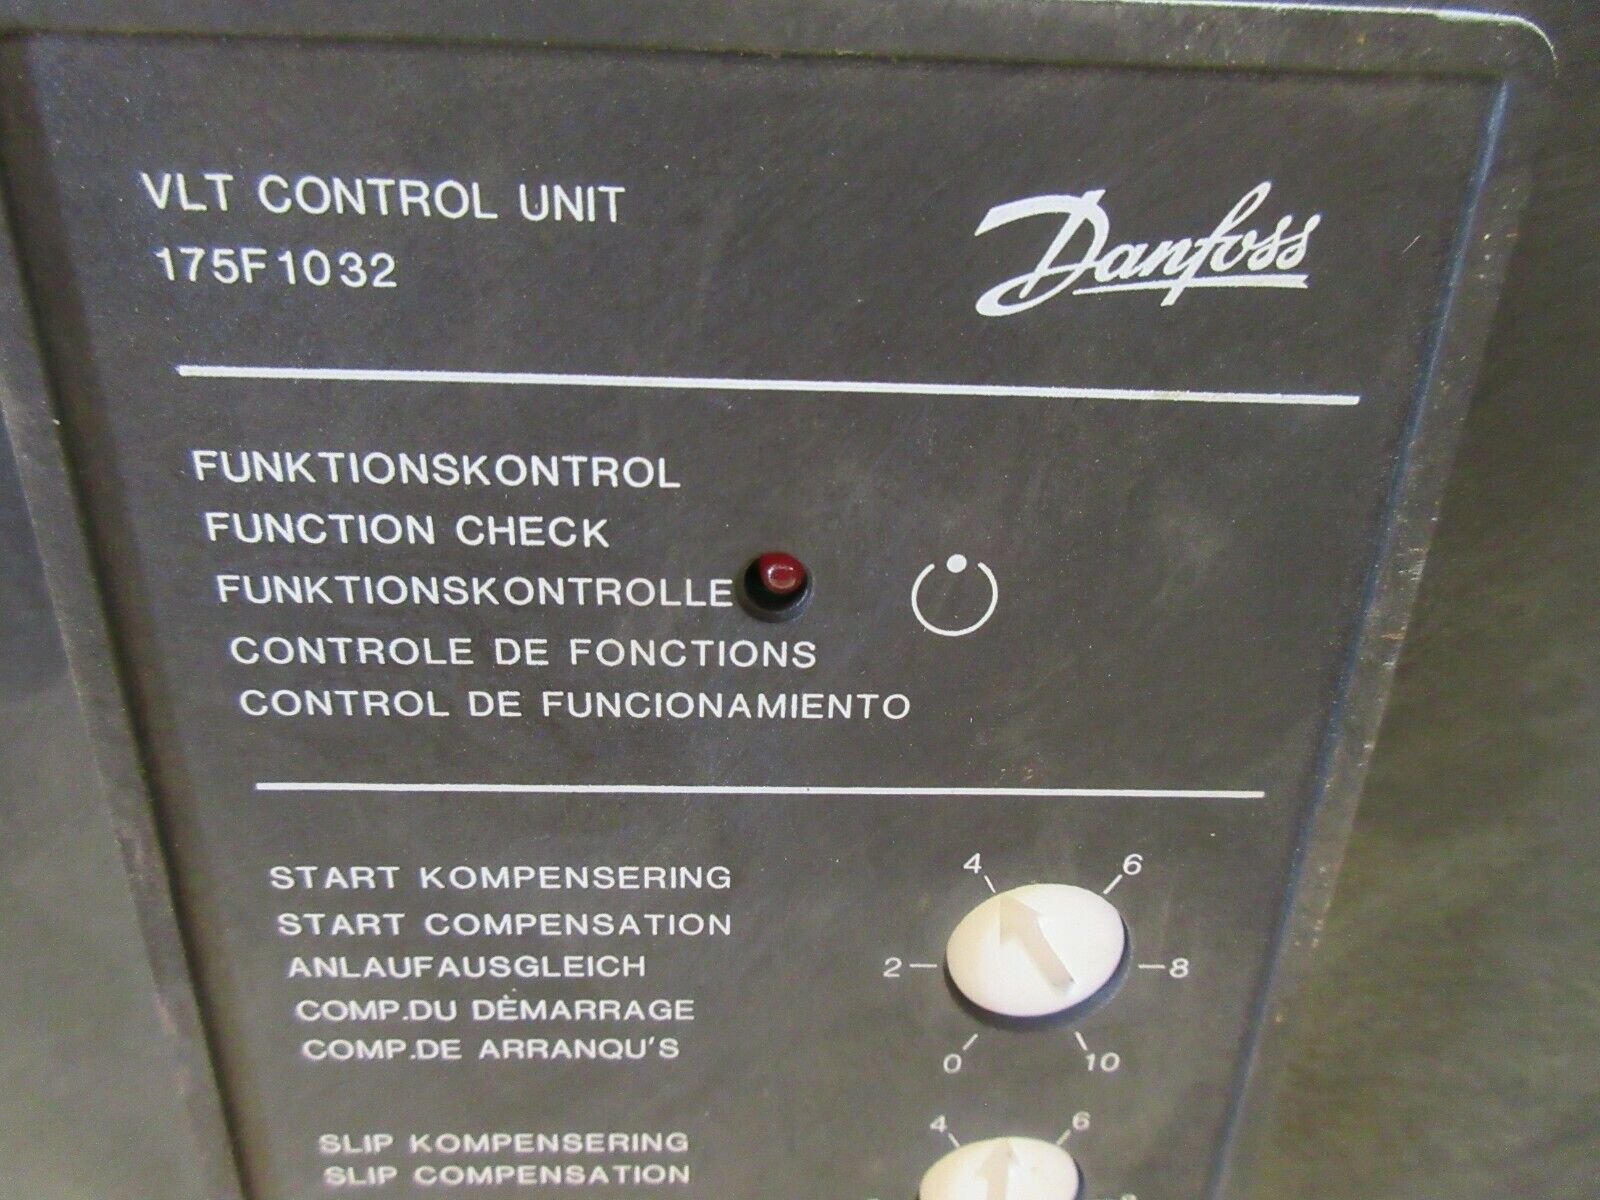 VLT CONTROL UNIT
175F1032
Danfoss
FUNKTIONSKONTROL
FUNCTION CHECK
FUNKTIONSKONTROLLE
CONTROLE DE FONCTIONS
CONTROL DE FUNCIONAMIENTO
START KOMPENSERING
START COMPENSATION
ANLAUFAUSGLEICH
COMP.DU DÈMARRAGE
COMP.DE ARRANQU'S
4 6
2 8
0 10
SLIP KOMPENSERING
SLIP COMPENSATION
4 6